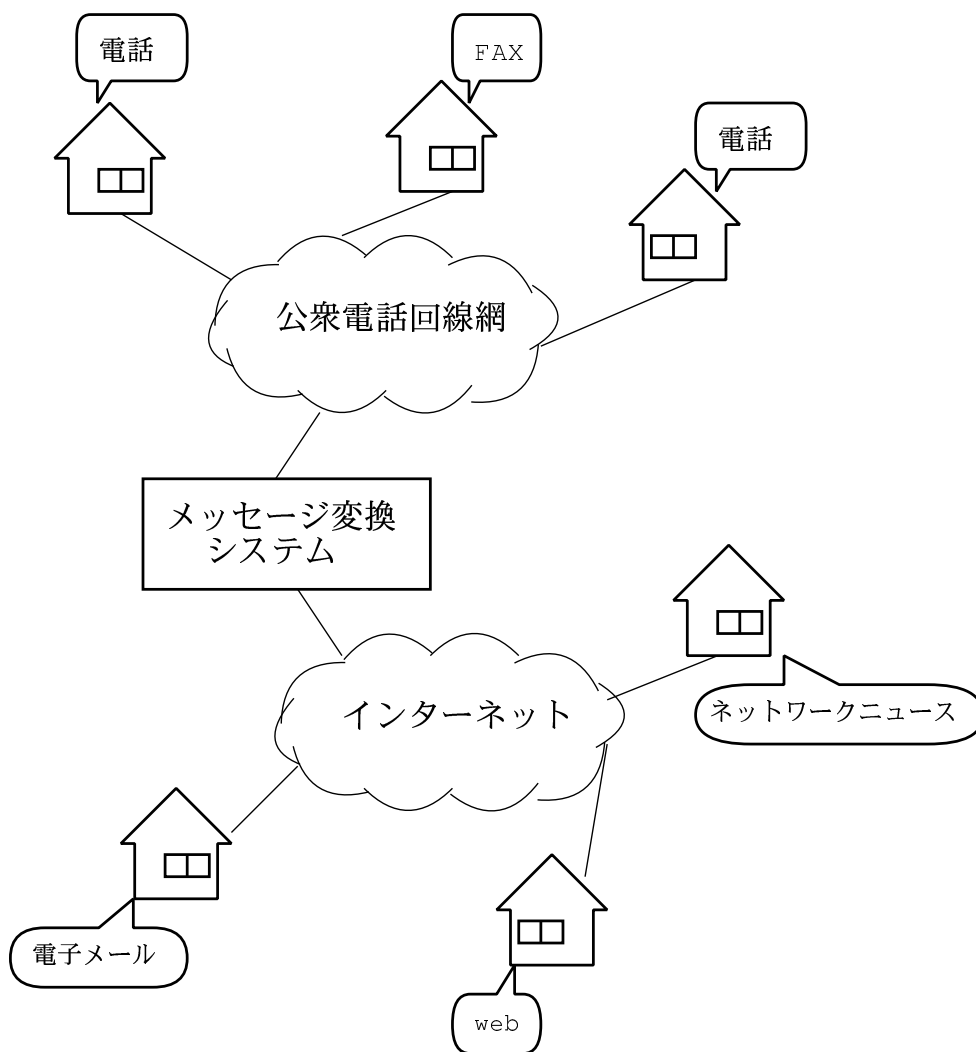 電話
FAX
電話
公衆電話回線網
メッセージ変換
システム
インターネット
ネットワークニュース
電子メール
web